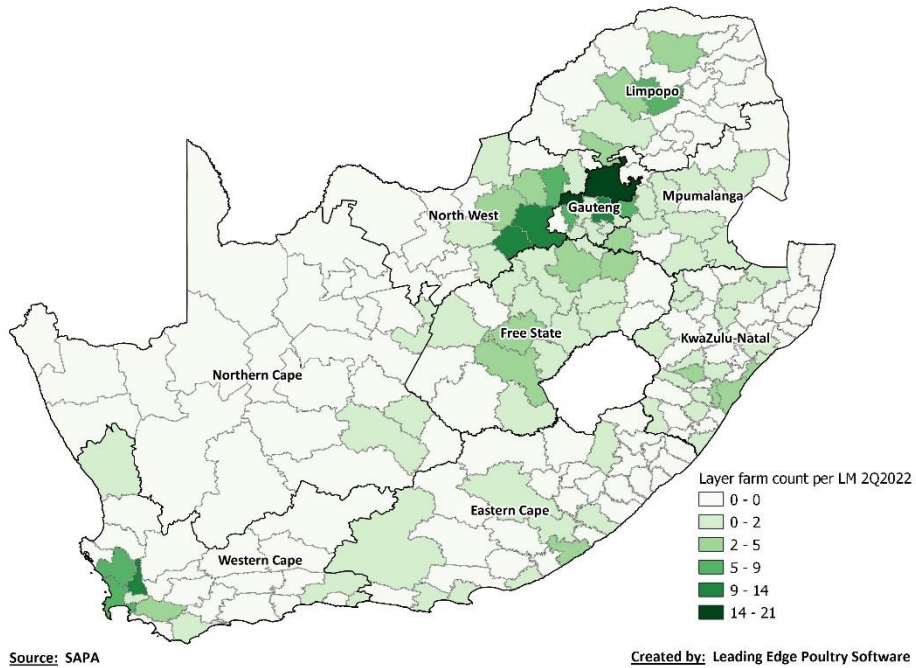 Limpopo
Mpumalanga
North West
Gauteng
Free State
KwaZulu-Natal
Northern Cape
Eastern Cape
Western Cape
Layer farm count per LM 2Q2022
0 - 0
0 - 2
2 - 5
5 - 9
9 - 14
14 - 21
Source: SAPA
Created by: Leading Edge Poultry Software